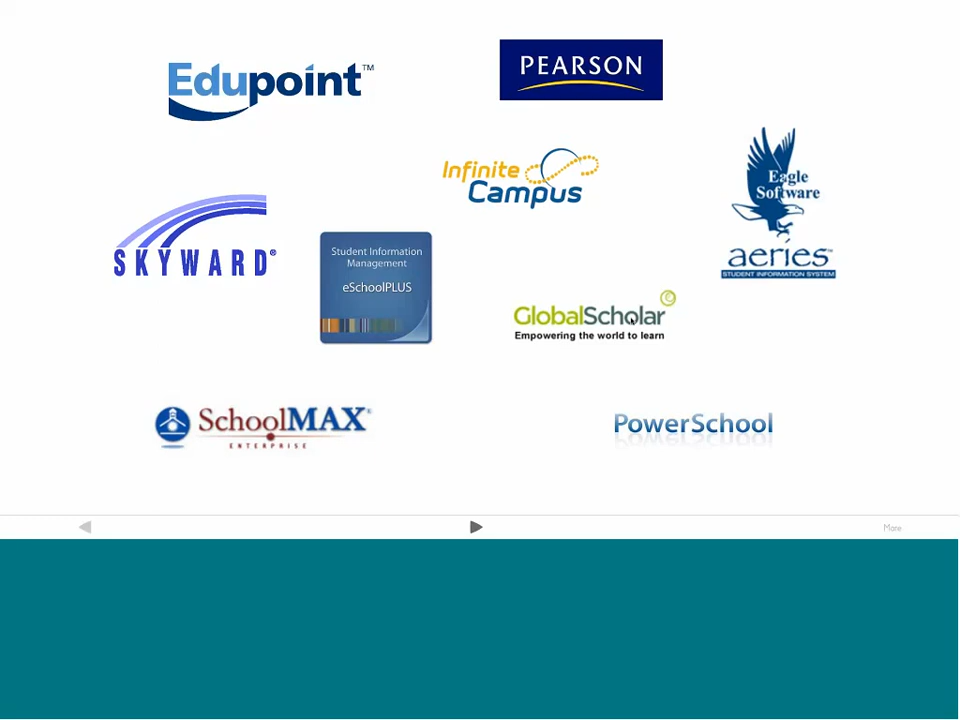 Edupoint™
PEARSON
Infinite
Campus
Eagle
Software
aeries™
STUDENT INFORMATION SYSTEM
SKYWARD®
Student Information
Management
eSchoolPLUS
GlobalScholar
Empowering the world to learn
SchoolMAX®
ENTERPRISE
PowerSchool
More